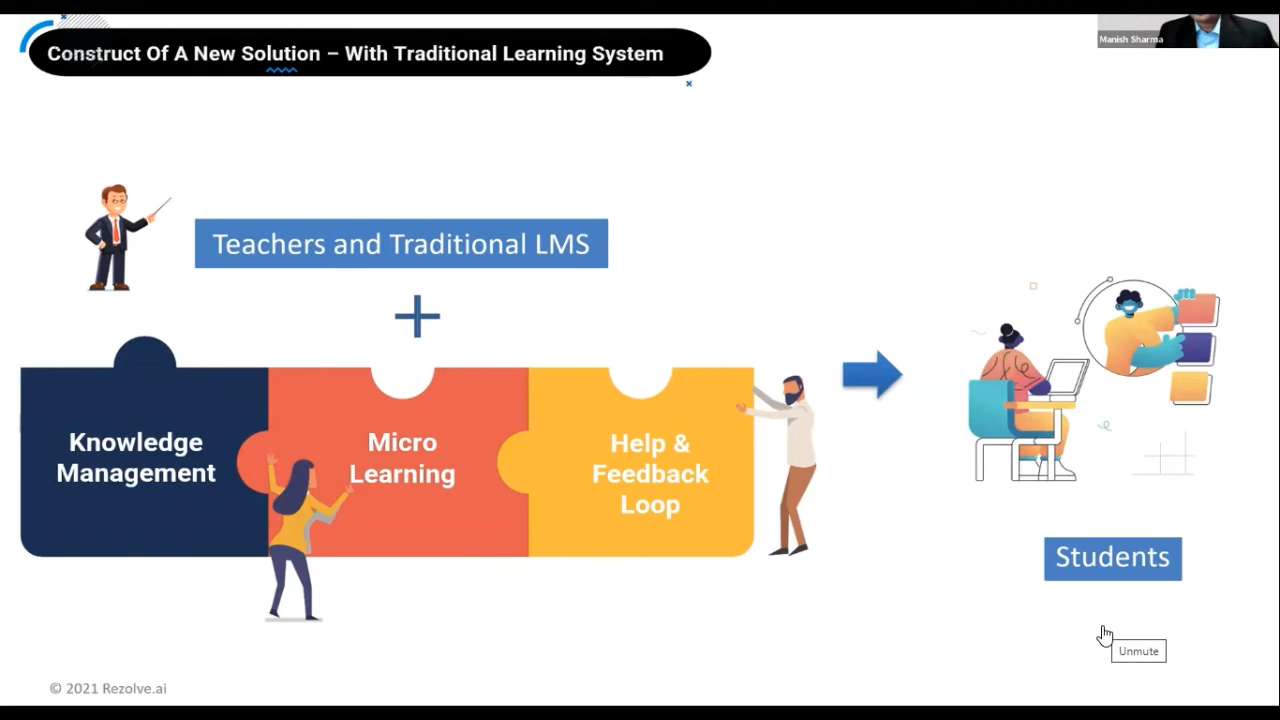 Construct Of A New Solution – With Traditional Learning System
Manish Sharma
Teachers and Traditional LMS
Knowledge
Management
Micro
Learning
Help &
Feedback
Loop
Students
Unmute
© 2021 Rezolve.ai